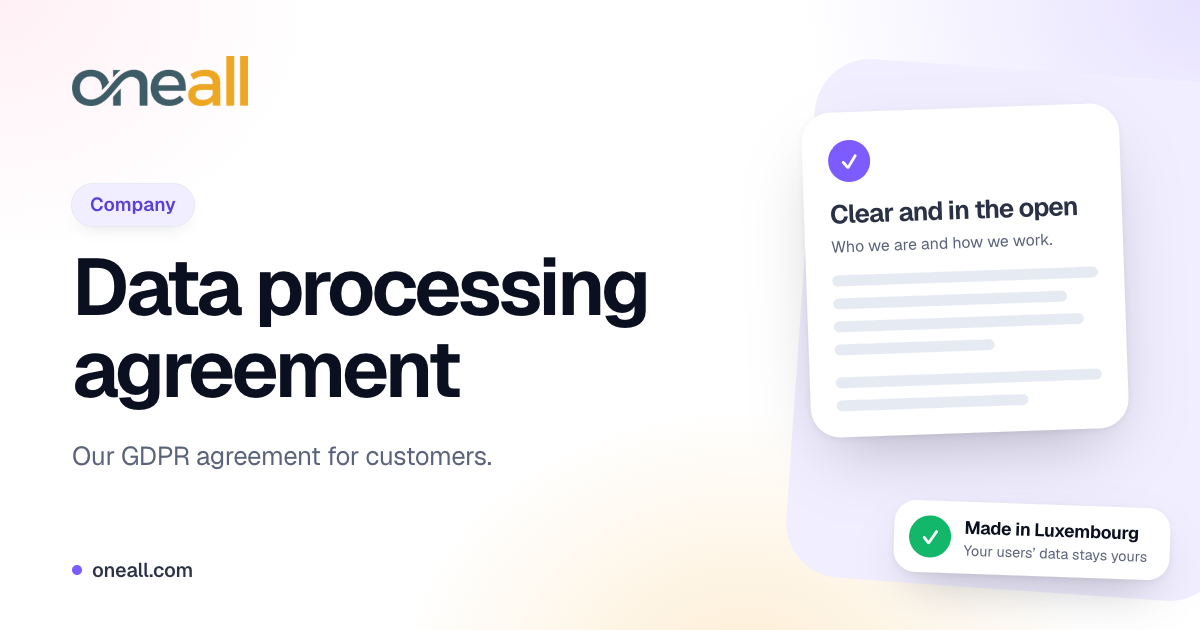 oneall
Company
Data processing
agreement
Our GDPR agreement for customers.
oneall.com
Clear and in the open
Who we are and how we work.
Made in Luxembourg
Your users’ data stays yours